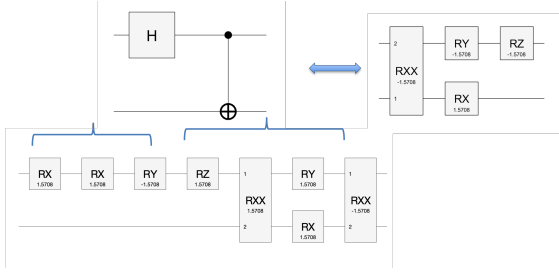 H
2 RY RZ
-1.5708 -1.5708
RXX
-1.5708
1 RX
1.5708
RX RX RY RZ 1 RY 1
1.5708 1.5708 -1.5708 1.5708 1.5708
RXX RXX
1.5708 -1.5708
2 RX 2
1.5708